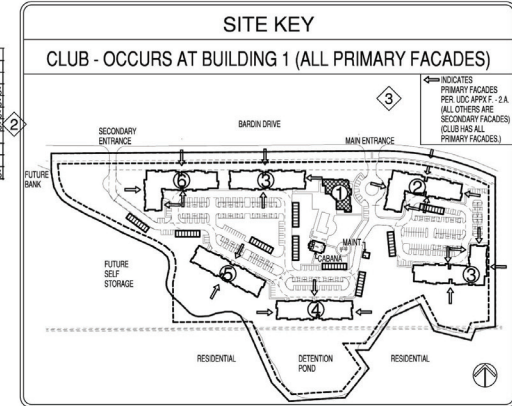 SITE KEY
CLUB - OCCURS AT BUILDING 1 (ALL PRIMARY FACADES)
INDICATES
PRIMARY FACADES
PER. UDC APPX F. - 2.A.
(ALL OTHERS ARE
SECONDARY FACADES)
(CLUB HAS ALL
PRIMARY FACADES.)
3
2
BARDIN DRIVE
SECONDARY
ENTRANCE
MAIN ENTRANCE
FUTURE
BANK
6
3
1
2
MAINT.
CABANA
FUTURE
SELF
STORAGE
5
3
4
RESIDENTIAL
DETENTION
POND
RESIDENTIAL